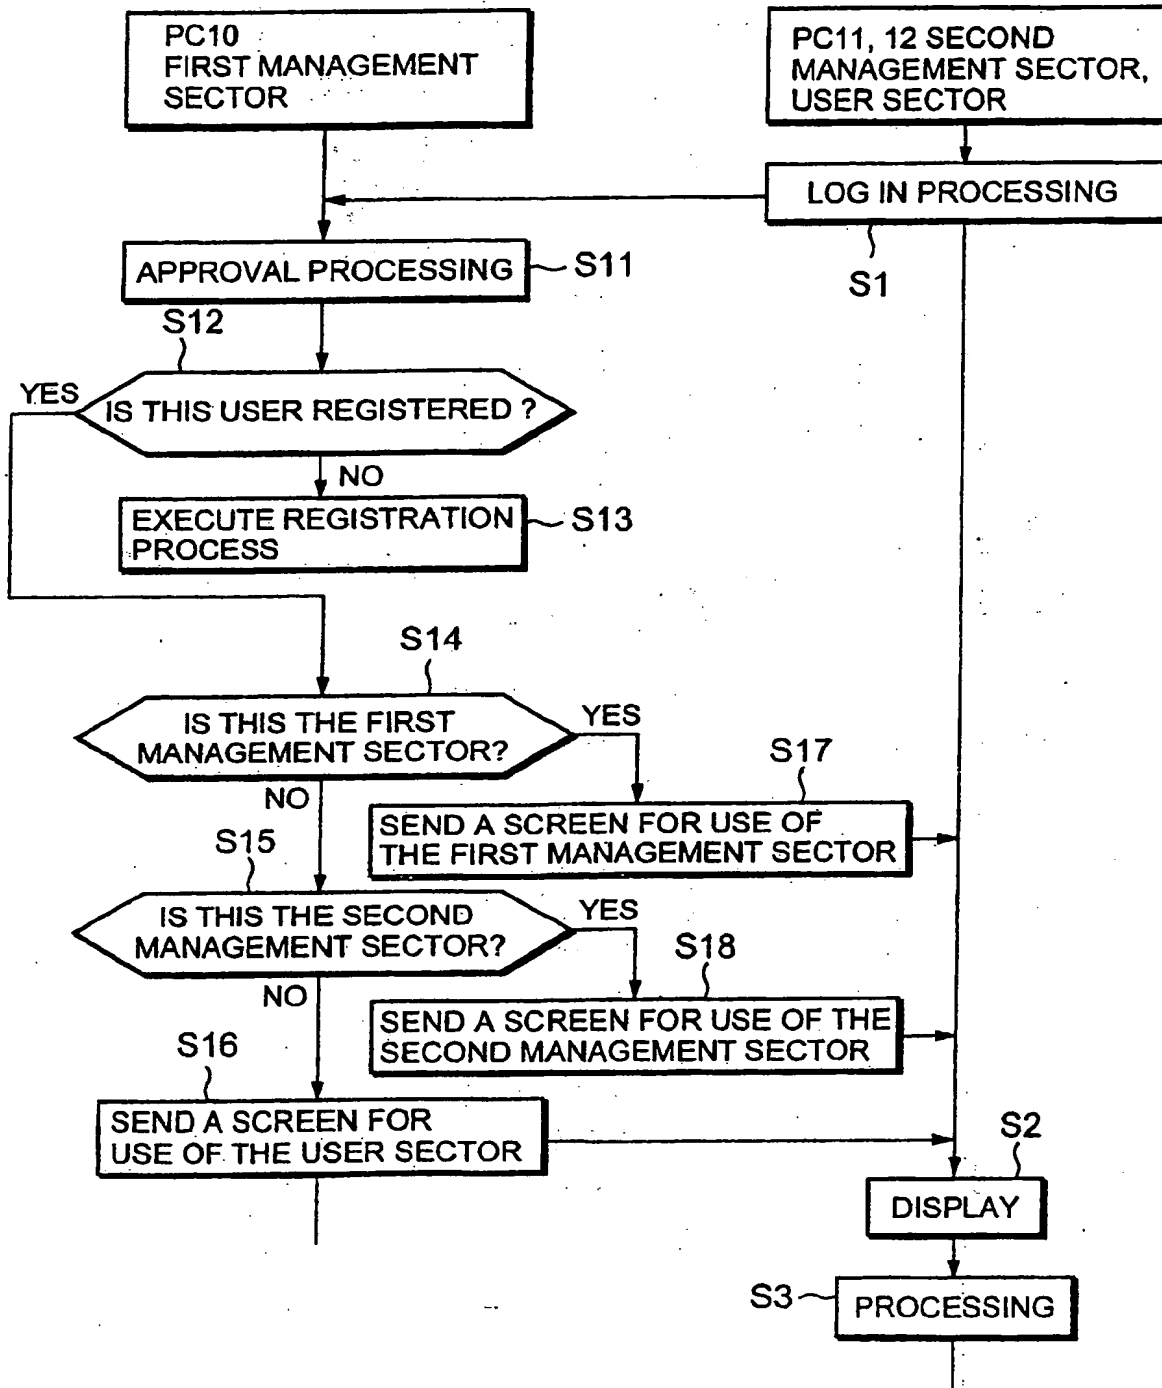 PC10
FIRST MANAGEMENT
SECTOR
PC11, 12 SECOND
MANAGEMENT SECTOR,
USER SECTOR
LOG IN PROCESSING
S1
APPROVAL PROCESSING
S11
S12
YES
IS THIS USER REGISTERED ?
NO
EXECUTE REGISTRATION
PROCESS
S13
S14
IS THIS THE FIRST
MANAGEMENT SECTOR?
YES
NO
S17
SEND A SCREEN FOR USE OF
THE FIRST MANAGEMENT SECTOR
S15
IS THIS THE SECOND
MANAGEMENT SECTOR?
YES
NO
S18
SEND A SCREEN FOR USE OF THE
SECOND MANAGEMENT SECTOR
S16
SEND A SCREEN FOR
USE OF THE USER SECTOR
S2
DISPLAY
S3
PROCESSING